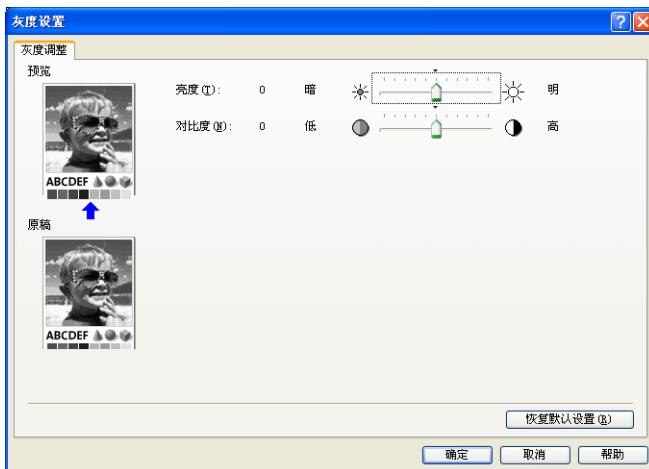 灰度设置
灰度调整
预览
亮度(T): 0 暗 明
对比度(N): 0 低 高
ABCDEF
原稿
ABCDEF
恢复默认设置(R)
确定 取消 帮助